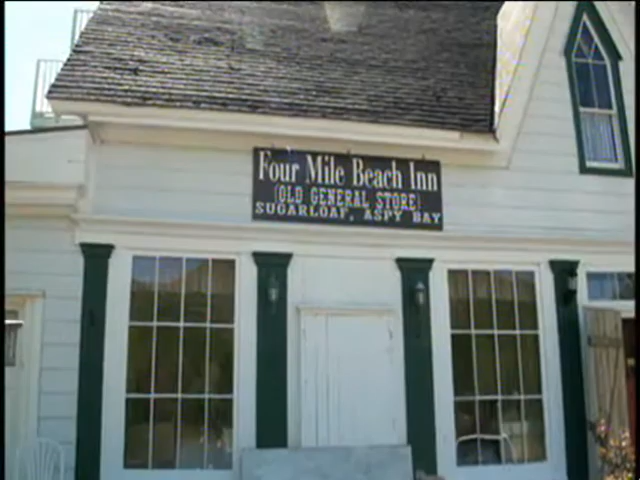 Four Mile Beach Inn
(OLD GENERAL STORE)
SUGARLOAF, ASPY BAY